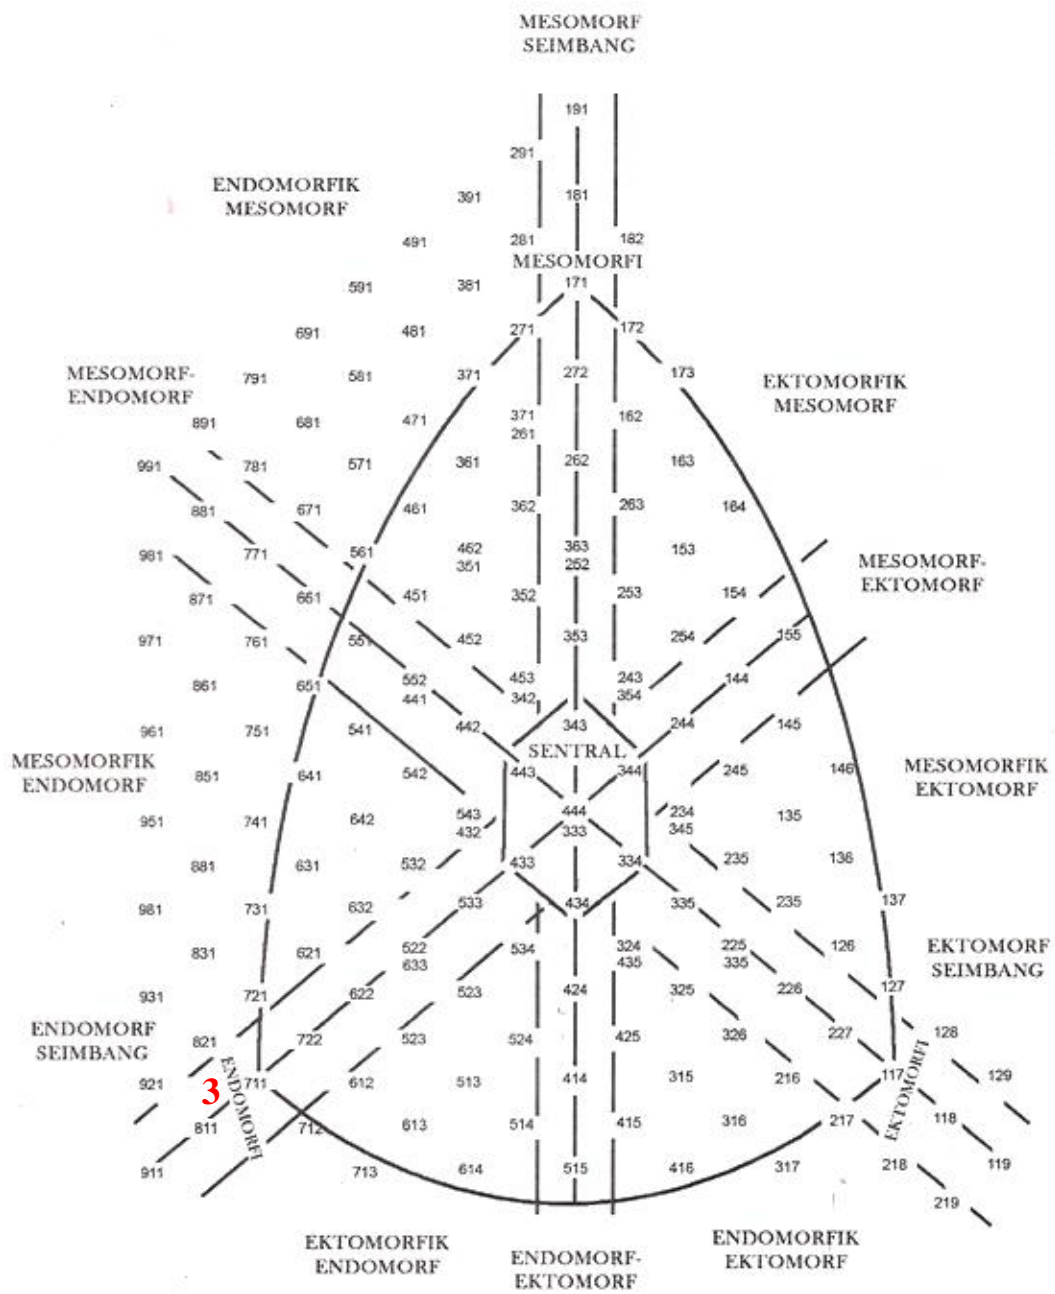 MESOMORF
SEIMBANG
191
291
ENDOMORFIK
MESOMORF
391 181
491 281 182
MESOMORFI
591 381 171
691 481 271 172
MESOMORF-
ENDOMORF
791 581 371 272 173
EKTOMORFIK
MESOMORF
891 681 471 371 162
261
991 781 571 361 262 163
881 671 461 362 263 164
981 771 561 462 363 153
351 252
MESOMORF-
EKTOMORF
871 661 451 352 253 154
971 761 551 452 353 254 155
861 651 552 453 243 144
441 342 354
961 751 541 442 343 244 145
SENTRAL
MESOMORFIK
ENDOMORF
851 641 542 443 344 245 146
MESOMORFIK
EKTOMORF
951 741 642 543 444 234 135
432 333 345
881 631 532 433 334 235 136
981 731 632 533 434 335 235 137
831 621 522 534 324 225 126
633 435 335
EKTOMORF
SEIMBANG
931 721 622 523 424 325 226 127
ENDOMORF
SEIMBANG
821 722 523 524 425 326 227 128
921 3 711 612 513 414 315 216 117 129
ENDOMORFI
EKTOMORFI
811 712 613 514 415 316 217 118
911 713 614 515 416 317 218 119
219
EKTOMORFIK
ENDOMORF
ENDOMORF-
EKTOMORF
ENDOMORFIK
EKTOMORF